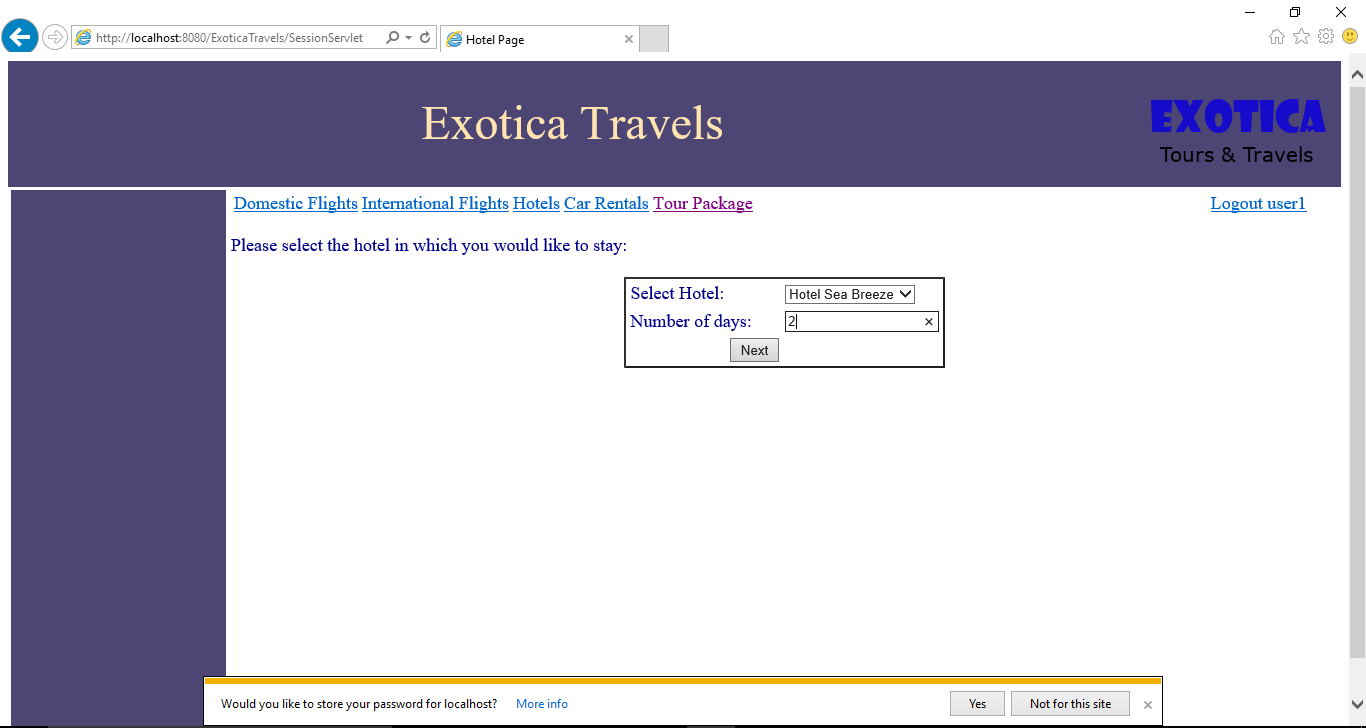 http://localhost:8080/ExoticaTravels/SessionServlet
Hotel Page
Exotica Travels
EXOTICA
Tours & Travels
Domestic Flights International Flights Hotels Car Rentals Tour Package Logout user1
Please select the hotel in which you would like to stay:
Select Hotel: Hotel Sea Breeze
Number of days: 2
Next
Would you like to store your password for localhost? More info Yes Not for this site